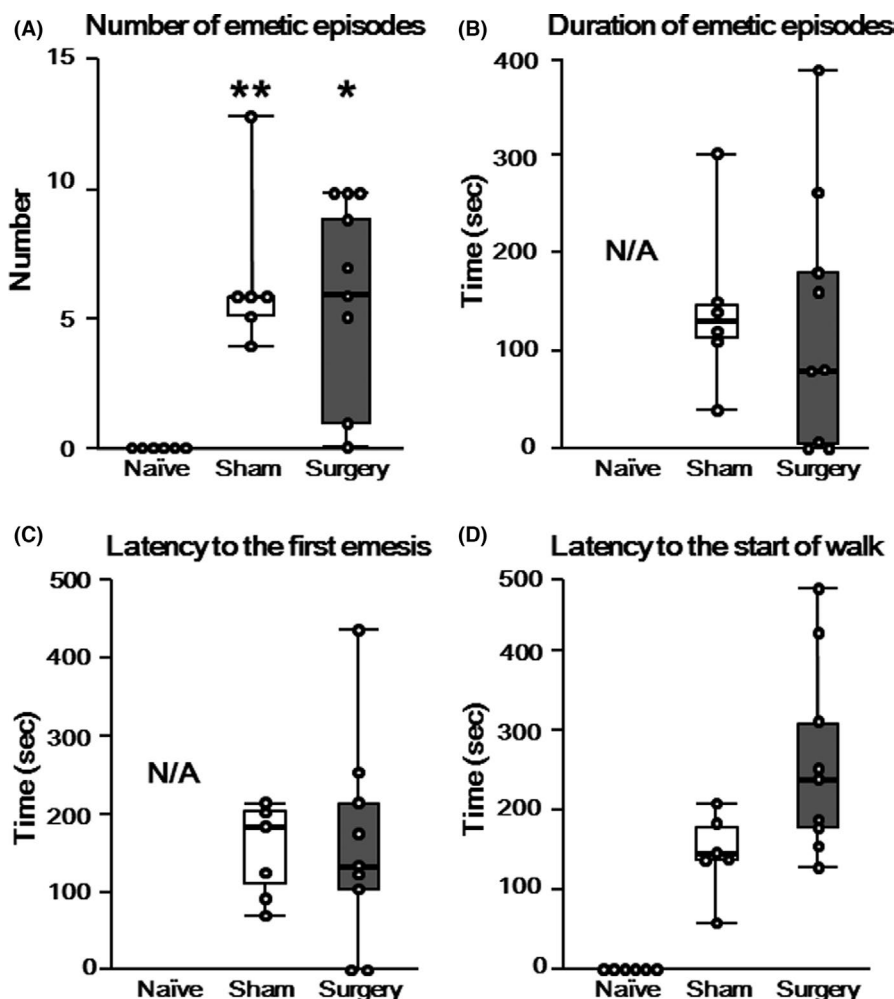 (A) Number of emetic episodes
15
10
5
0
Number
** *
Naïve Sham Surgery
(B) Duration of emetic episodes
400
300
200
100
0
Time (sec)
N/A
Naïve Sham Surgery
(C) Latency to the first emesis
500
400
300
200
100
0
Time (sec)
N/A
Naïve Sham Surgery
(D) Latency to the start of walk
500
400
300
200
100
0
Time (sec)
Naïve Sham Surgery